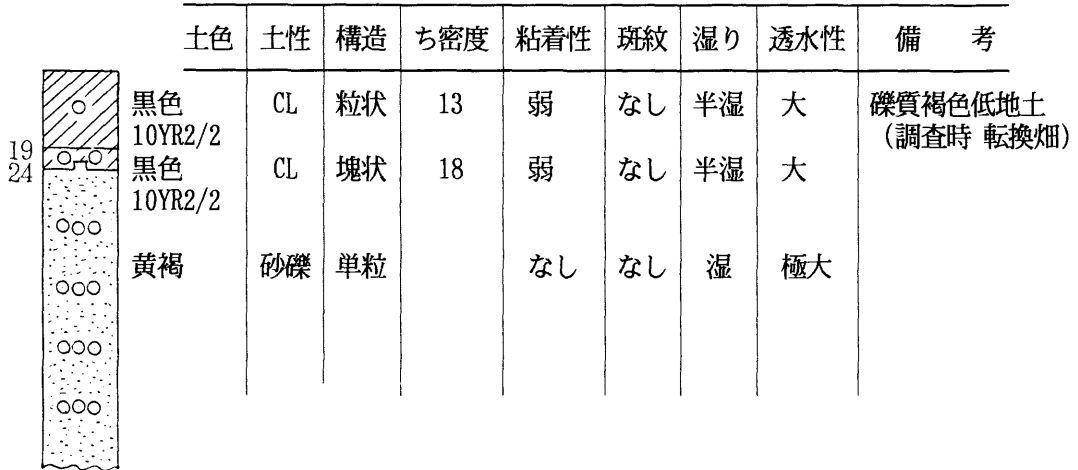 土色 土性 構造 ち密度 粘着性 斑紋 湿り 透水性 備 考
黒色 CL 粒状 13 弱 なし 半湿 大 礫質褐色低地土
10YR2/2 (調査時 転換畑)
19
24 黒色 CL 塊状 18 弱 なし 半湿 大
10YR2/2
黄褐 砂礫 単粒 なし なし 湿 極大